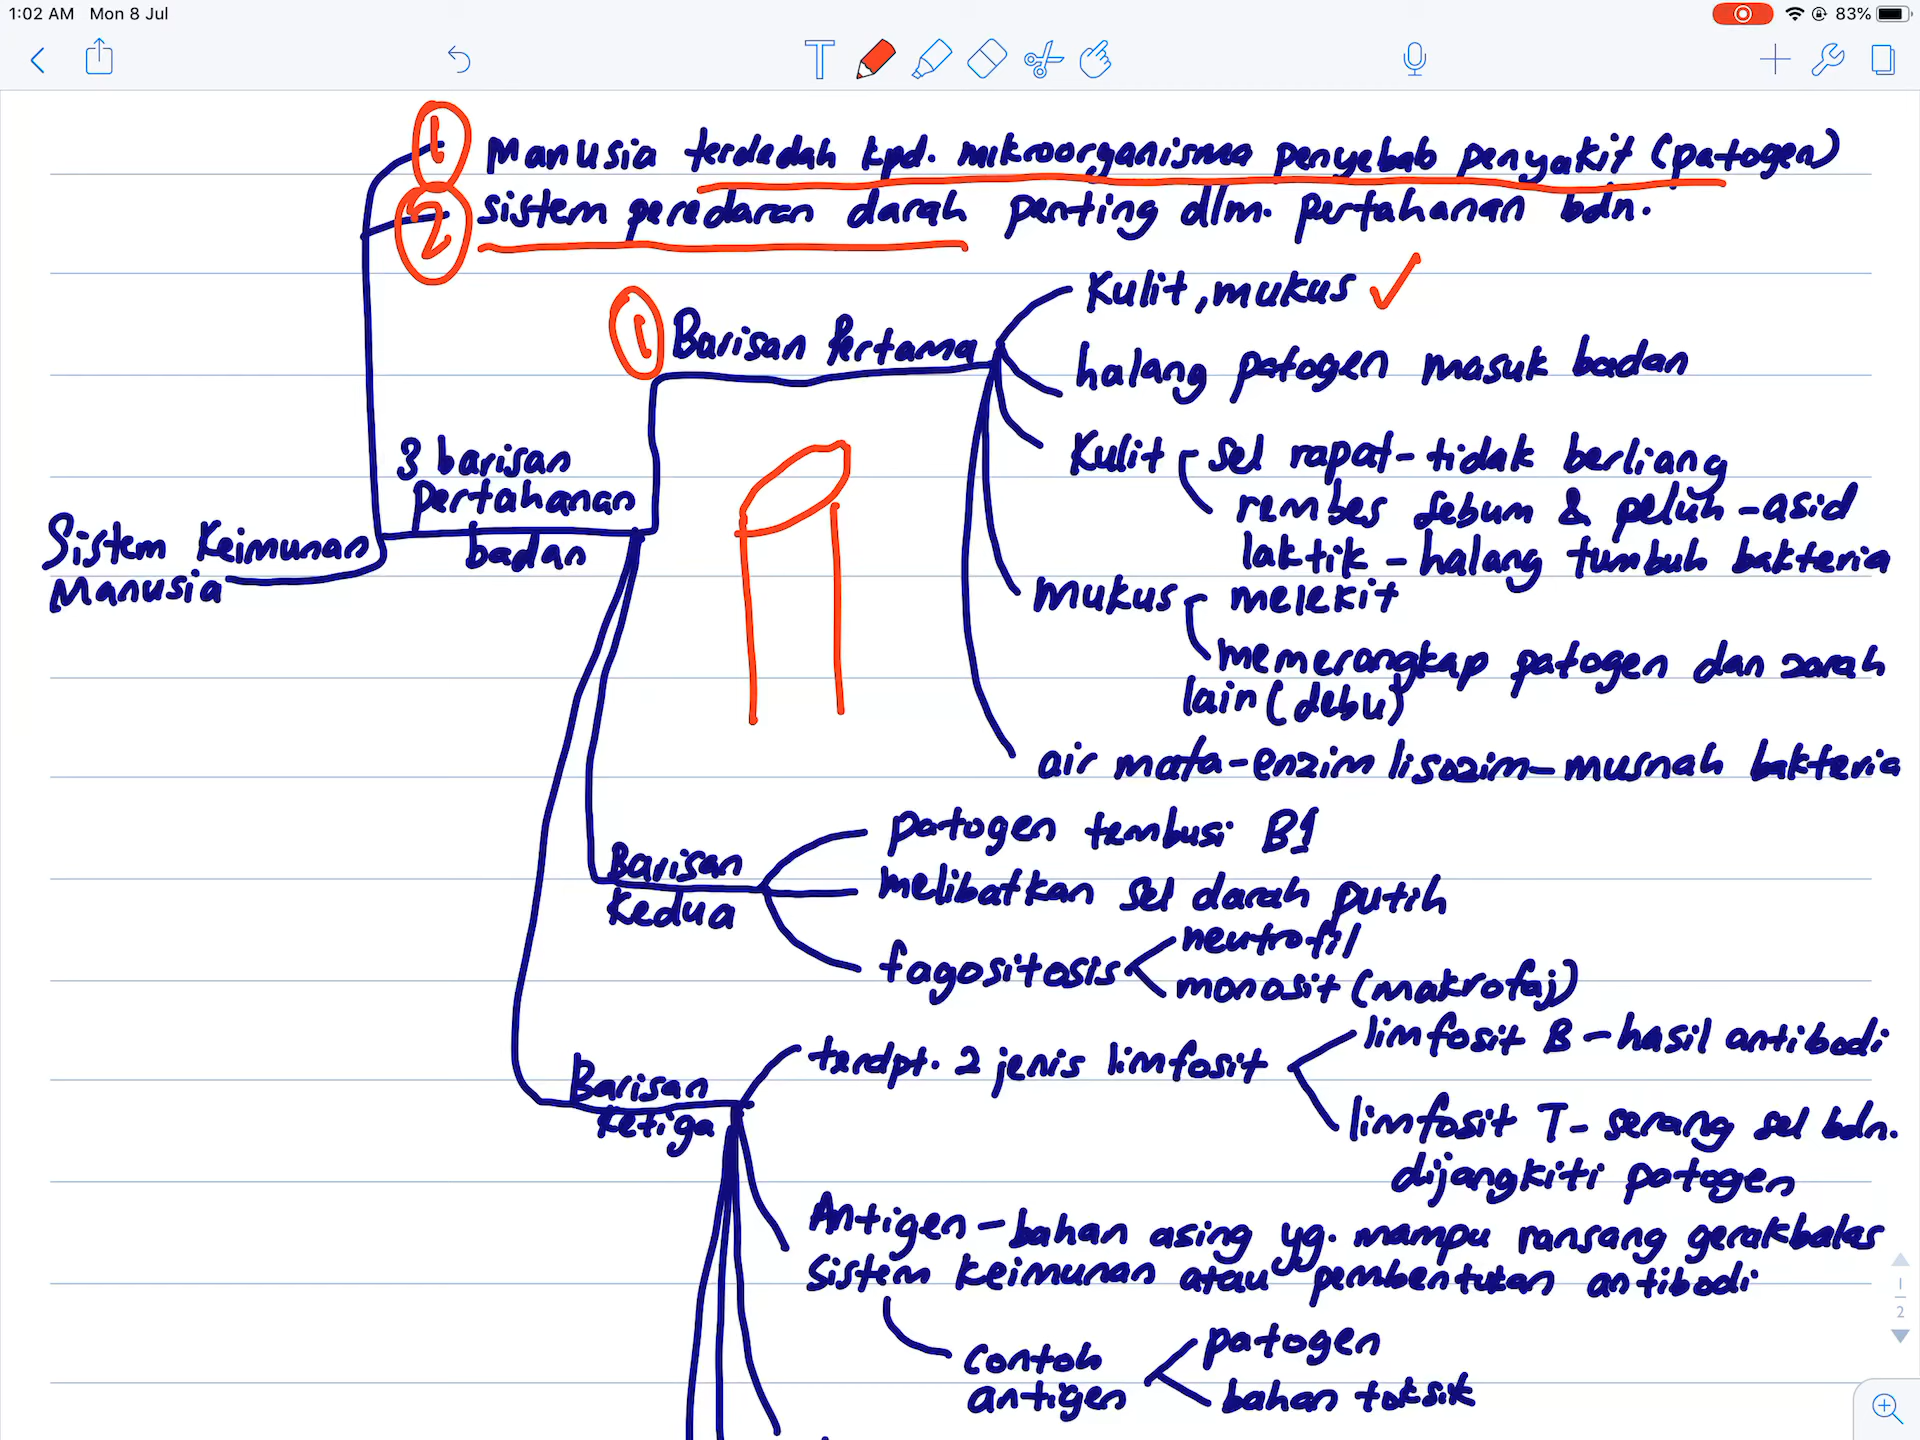 1:02 AM Mon 8 Jul
83%
T
1 Manusia terdedah kpd. mikroorganisma penyebab penyakit (patogen)
2 sistem peredaran darah penting dlm. pertahanan bdn.
Sistem Keimunan
Manusia
3 barisan
pertahanan
badan
1 Barisan Pertama
Kulit, mukus ✓
halang patogen masuk badan
Kulit
sel rapat - tidak berliang
rembes sebum & peluh - asid
laktik - halang tumbuh bakteria
Mukus
melekit
memerangkap patogen dan zarah
lain (debu)
air mata - enzim lisozim - musnah bakteria
Barisan
Kedua
patogen tembusi B1
melibatkan sel darah putih
fagositosis
neutrofil
monosit (makrofaj)
Barisan
Ketiga
terdpt. 2 jenis limfosit
limfosit B - hasil antibodi
limfosit T - serang sel bdn.
dijangkiti patogen
Antigen - bahan asing yg. mampu ransang gerakbalas
sistem keimunan atau pembentukan antibodi
contoh
antigen
patogen
bahan toksik
1
2